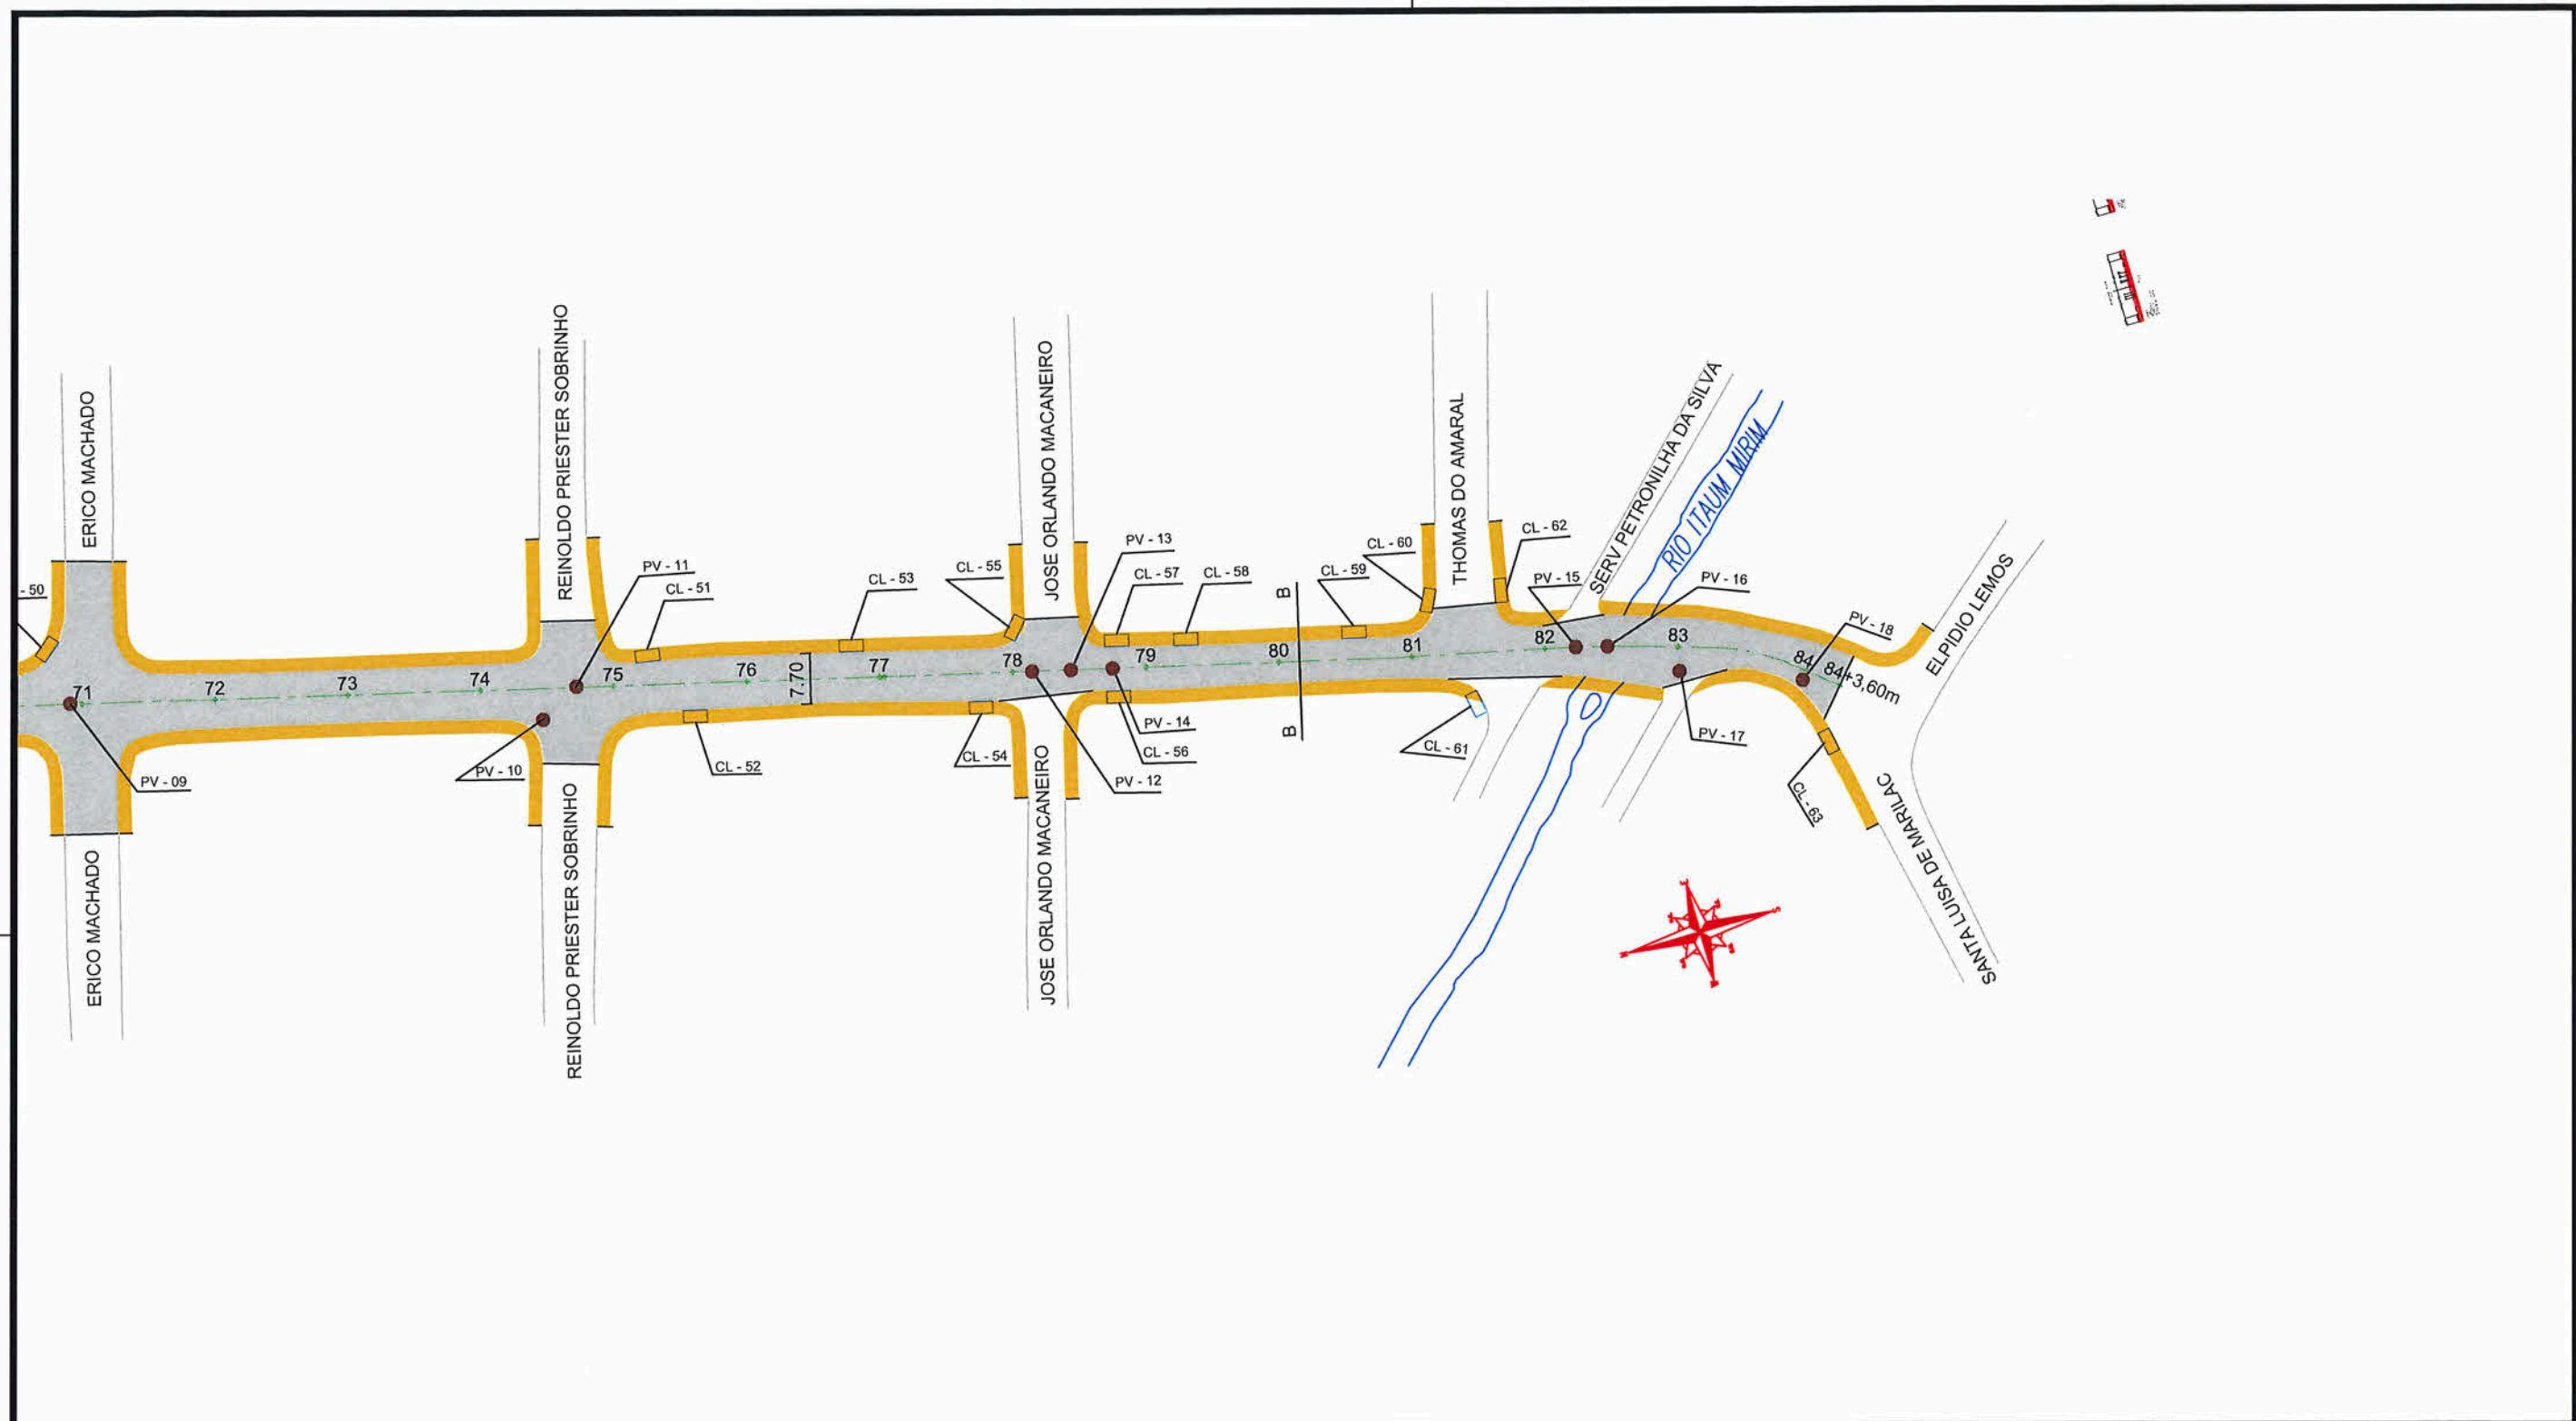 ERICO MACHADO
REINOLDO PRIESTER SOBRINHO
JOSE ORLANDO MACANEIRO
THOMAS DO AMARAL
SERV PETRONILHA DA SILVA
RIO ITAUM MIRIM
ELPIDIO LEMOS
- 50
PV - 11
CL - 51
CL - 53
CL - 55
PV - 13
CL - 57
CL - 58
B
CL - 59
CL - 60
CL - 62
PV - 15
PV - 16
PV - 18
71
72
73
74
75
76
7.70
77
78
79
80
81
82
83
84
84+3,60m
PV - 09
PV - 10
CL - 52
CL - 54
PV - 14
CL - 56
PV - 12
B
CL - 61
PV - 17
CL - 63
ERICO MACHADO
REINOLDO PRIESTER SOBRINHO
JOSE ORLANDO MACANEIRO
SANTA LUISA DE MARILAC